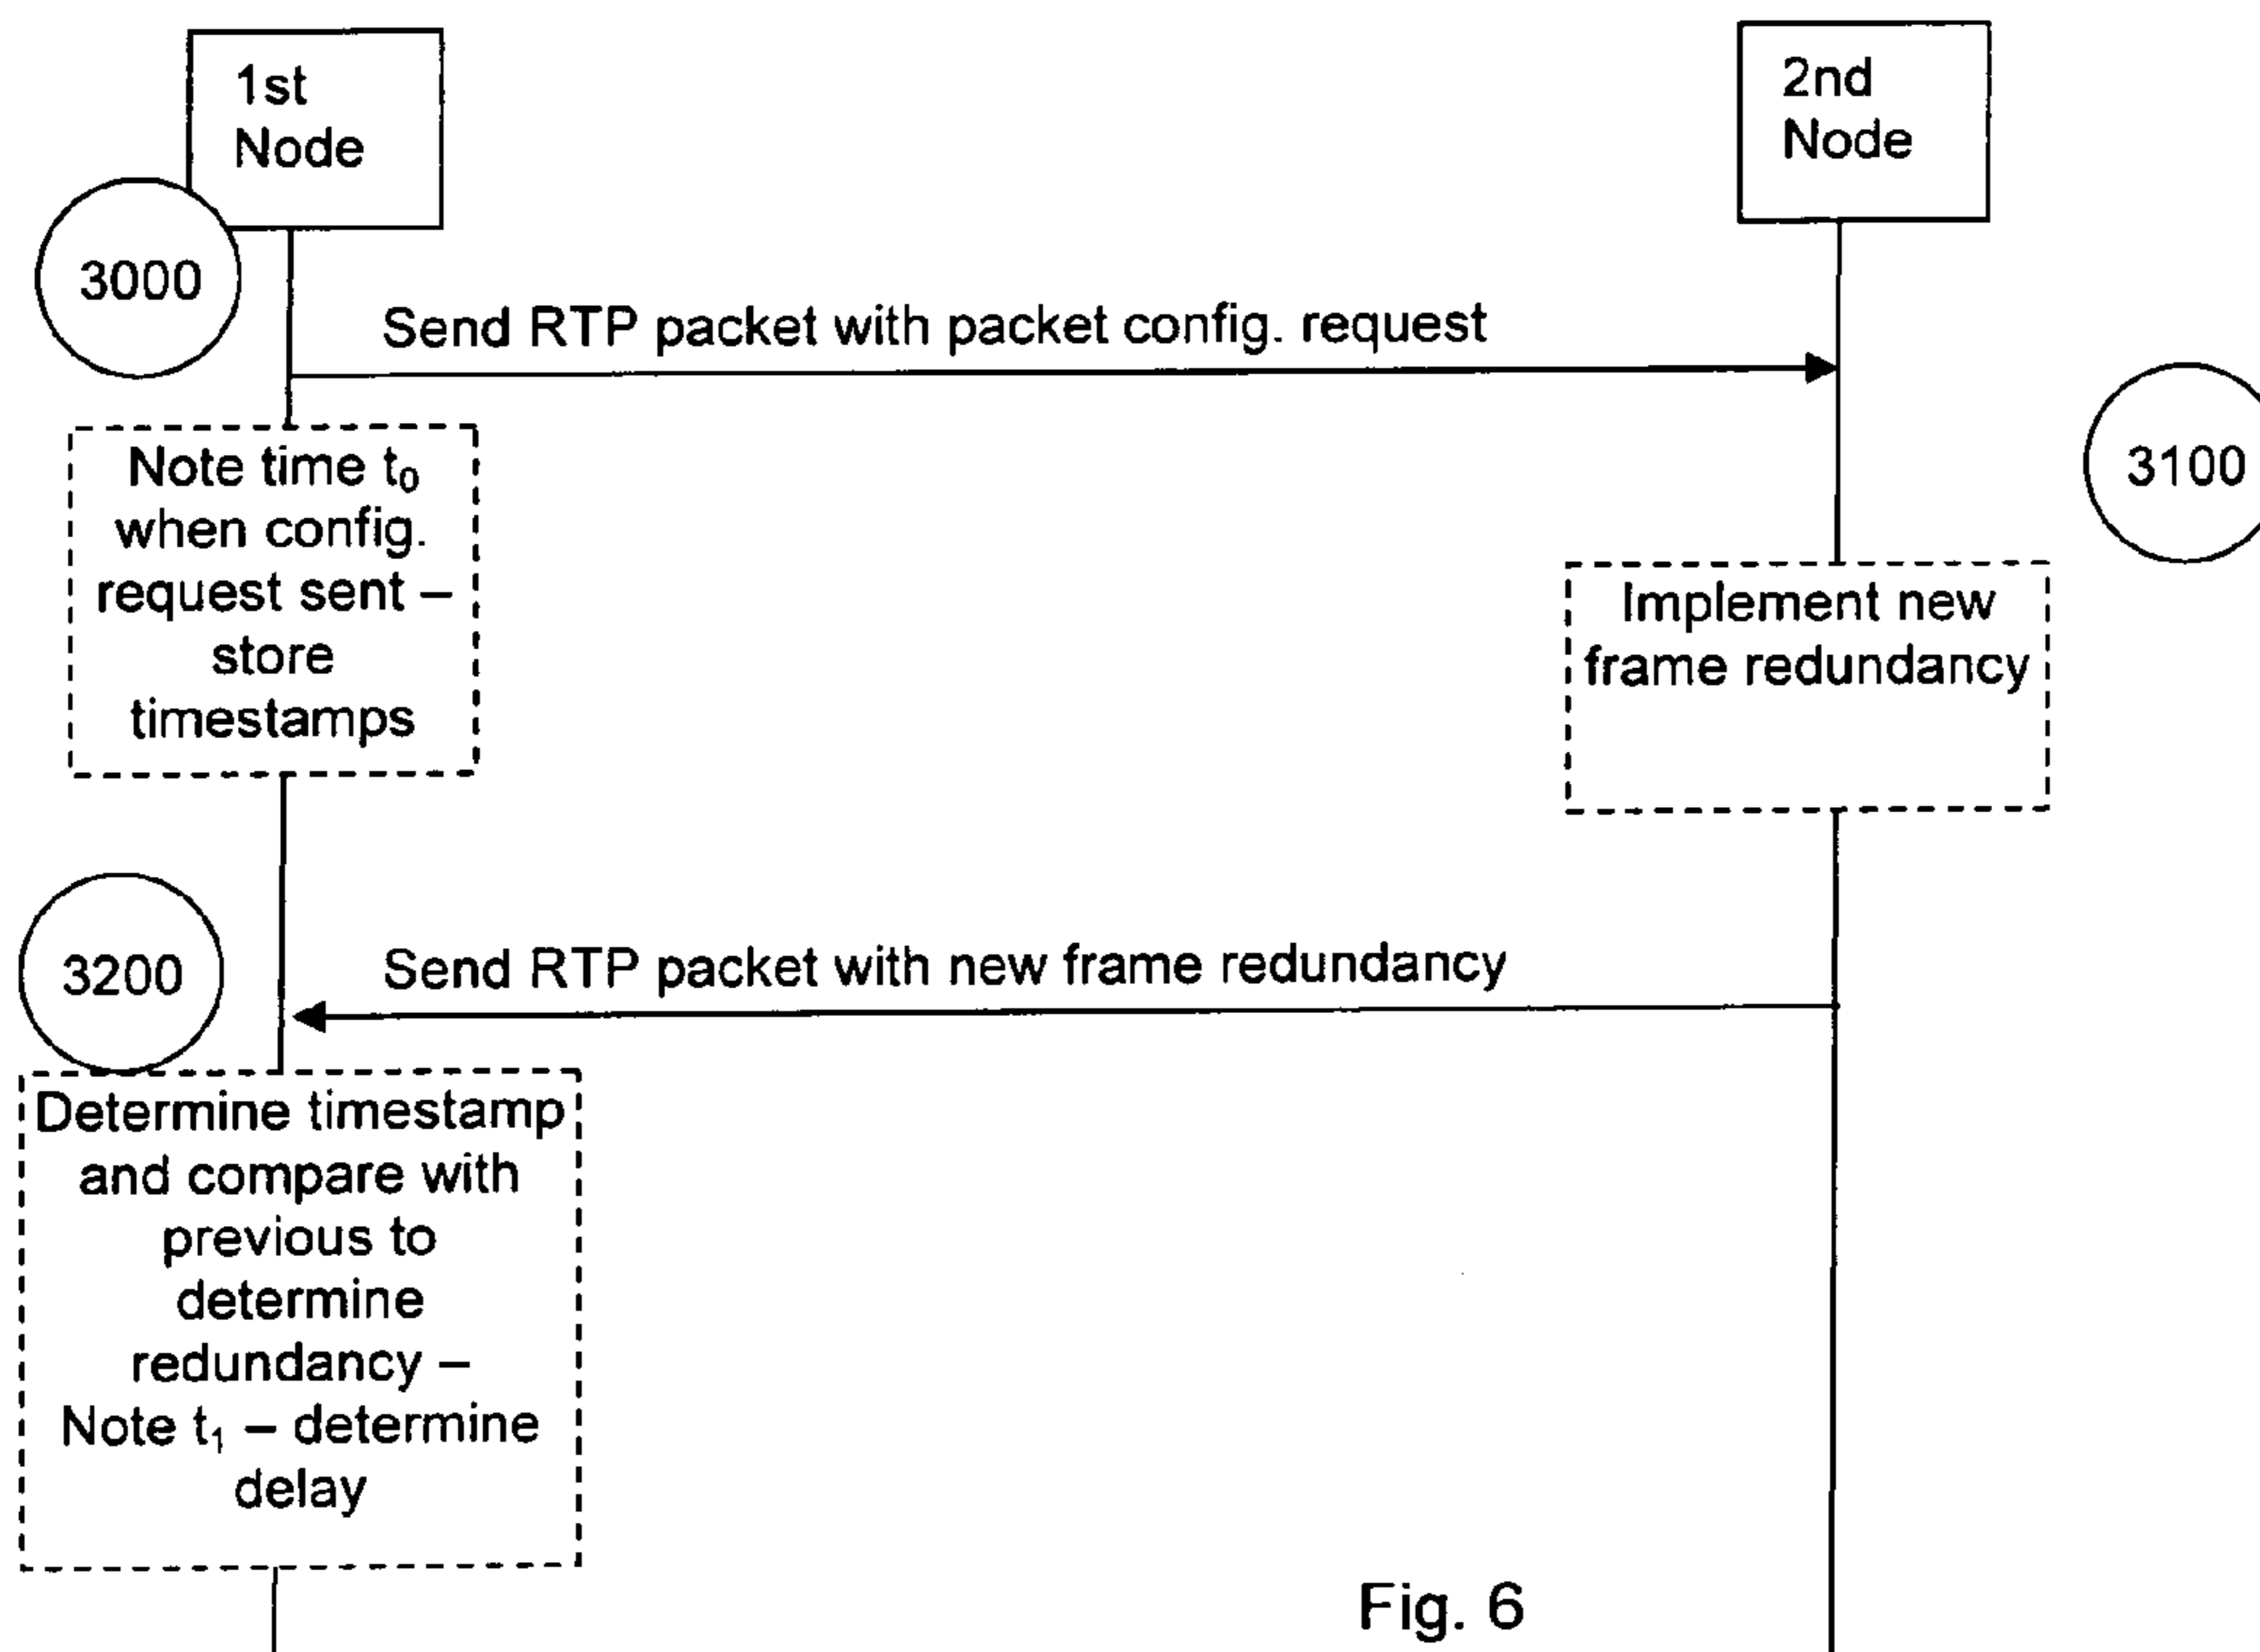 1st
Node
2nd
Node
3000
Send RTP packet with packet config. request
3100
Note time t₀
when config.
request sent –
store
timestamps
Implement new
frame redundancy
3200
Send RTP packet with new frame redundancy
Determine timestamp
and compare with
previous to
determine
redundancy –
Note t₁ – determine
delay
Fig. 6